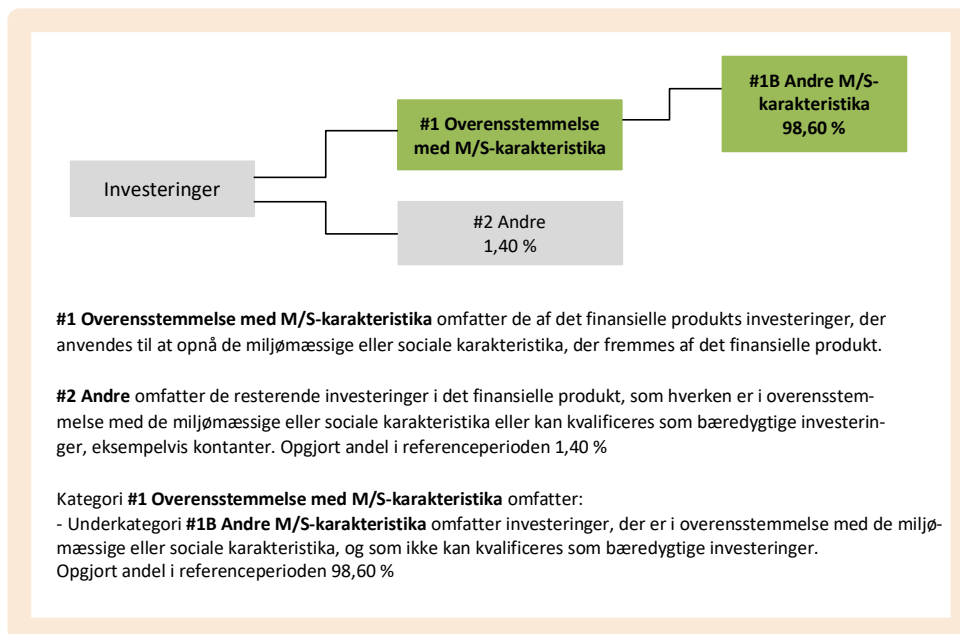 #1B Andre M/S-
karakteristika
98,60 %
#1 Overensstemmelse
med M/S-karakteristika
Investeringer
#2 Andre
1,40 %
#1 Overensstemmelse med M/S-karakteristika omfatter de af det finansielle produkts investeringer, der
anvendes til at opnå de miljømæssige eller sociale karakteristika, der fremmes af det finansielle produkt.
#2 Andre omfatter de resterende investeringer i det finansielle produkt, som hverken er i overensstem-
melse med de miljømæssige eller sociale karakteristika eller kan kvalificeres som bæredygtige investerin-
ger, eksempelvis kontanter. Opgjort andel i referenceperioden 1,40 %
Kategori #1 Overensstemmelse med M/S-karakteristika omfatter:
- Underkategori #1B Andre M/S-karakteristika omfatter investeringer, der er i overensstemmelse med de miljø-
mæssige eller sociale karakteristika, og som ikke kan kvalificeres som bæredygtige investeringer.
Opgjort andel i referenceperioden 98,60 %